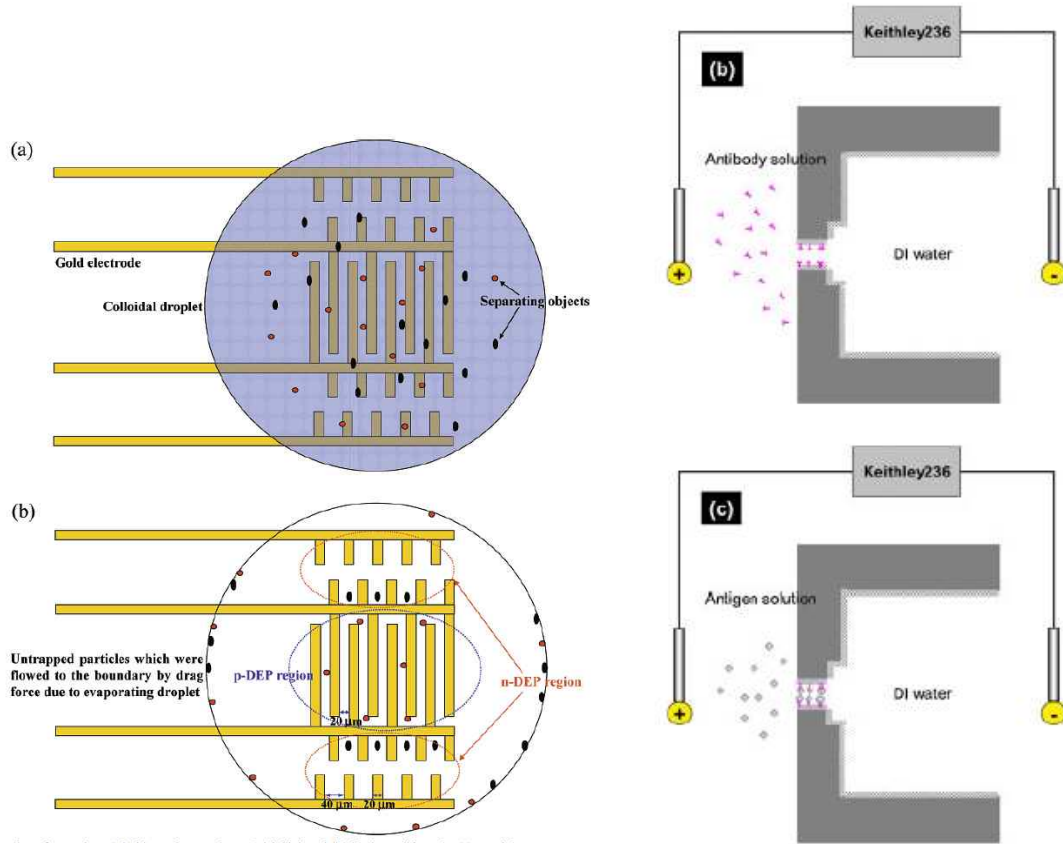 (a)
Gold electrode
Colloidal droplet
Separating objects
(b)
Untrapped particles which were
flowed to the boundary by drag
force due to evaporating droplet
p-DEP region
n-DEP region
20 μm
40 μm
20 μm
Keithley236
(b)
Antibody solution
DI water
+
-
Keithley236
(c)
Antigen solution
DI water
+
-